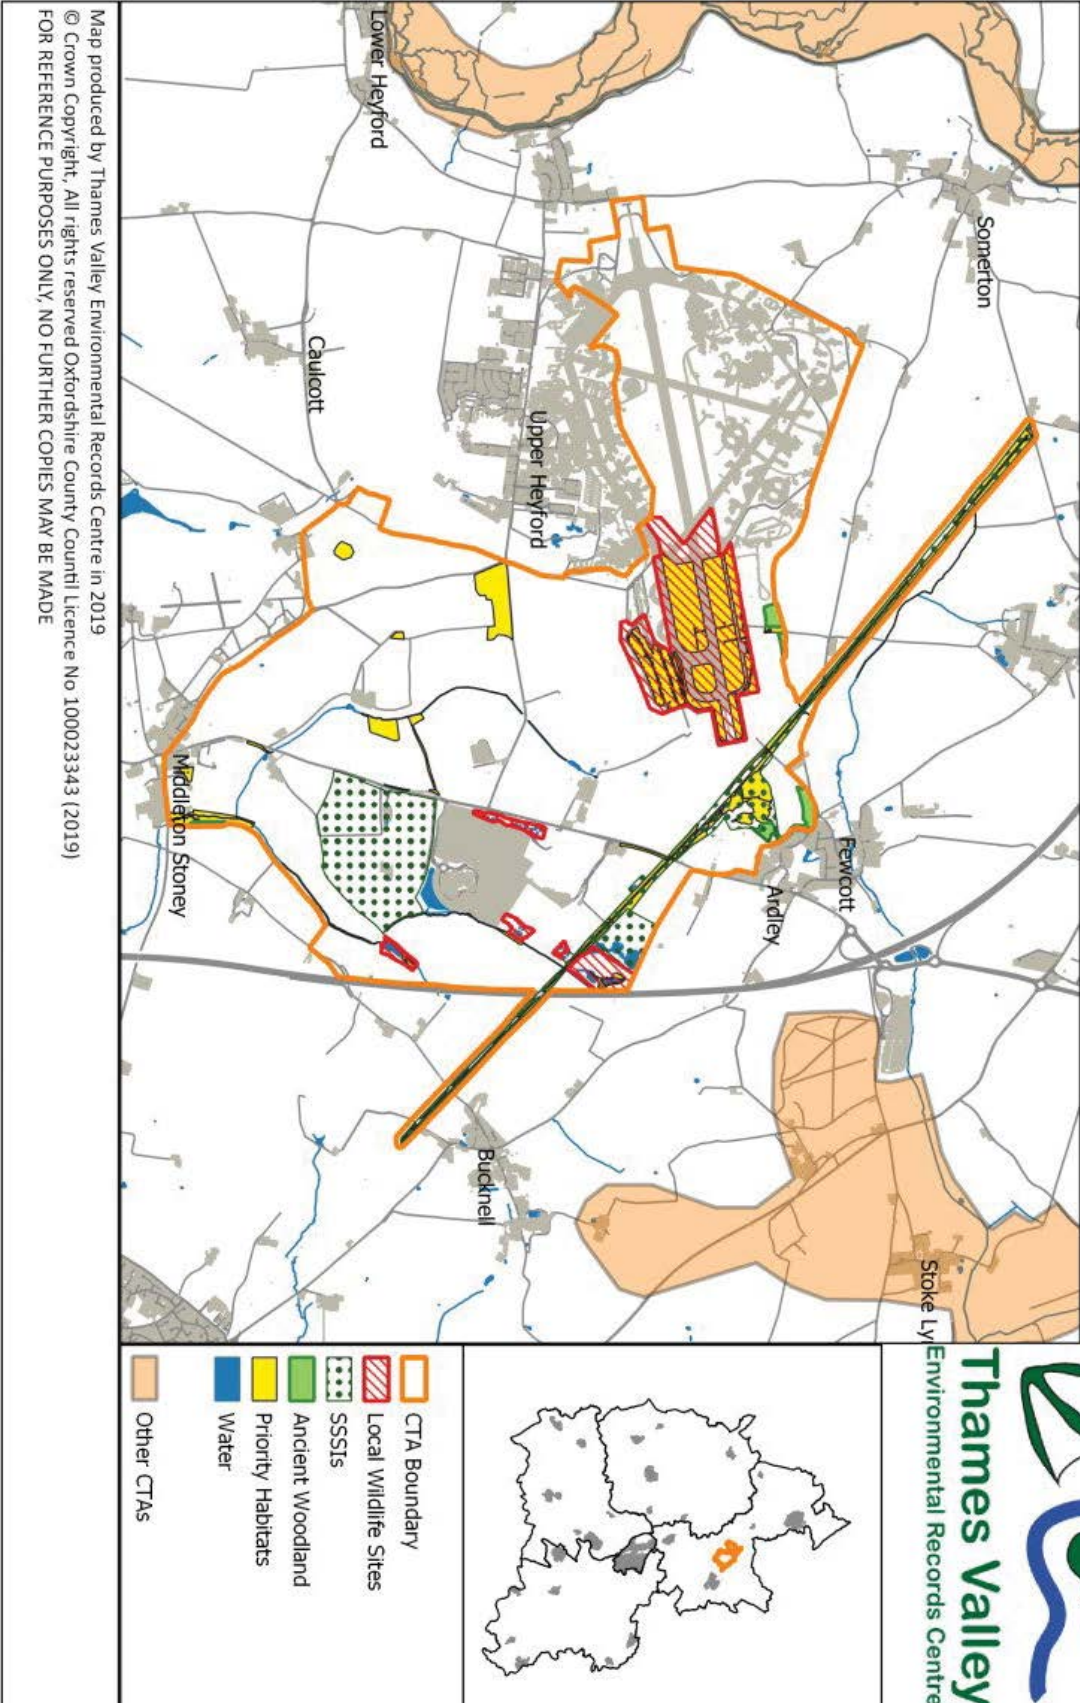 Thames Valley
Environmental Records Centre
Lower Heyford
Somerton
Upper Heyford
Caulcott
Fewcott
Ardley
Middleton Stoney
Bucknell
Stoke Ly
CTA Boundary
Local Wildlife Sites
SSSIs
Ancient Woodland
Priority Habitats
Water
Other CTAs
Map produced by Thames Valley Environmental Records Centre in 2019
© Crown Copyright, All rights reserved Oxfordshire County Council Licence No 100023343 (2019)
FOR REFERENCE PURPOSES ONLY, NO FURTHER COPIES MAY BE MADE